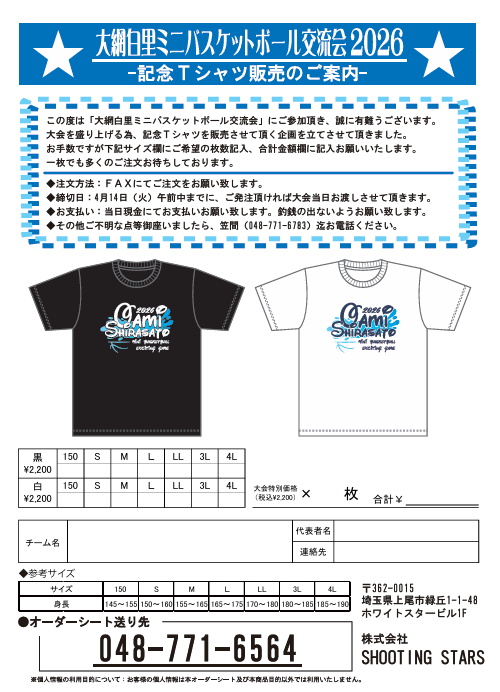 大網白里ミニバスケットボール交流会2026
-記念Tシャツ販売のご案内-
この度は「大網白里ミニバスケットボール交流会」にご参加頂き、誠に有難うございます。
大会を盛り上げる為、記念Tシャツを販売させて頂く企画を立てさせて頂きました。
お手数ですが下記サイズ欄にご希望の枚数記入、合計金額欄に記入お願いいたします。
一枚でも多くのご注文お待ちしております。
◆注文方法:FAXにてご注文をお願い致します。
◆締切日:4月14日(火)午前中までに、ご発注頂ければ大会当日お渡しさせて頂きます。
◆お支払い:当日現金にてお支払いお願い致します。釣銭の出ないようお願い致します。
◆その他ご不明な点等御座いましたら、笠間(048-771-6783)迄お電話ください。
2026
OAMI
SHIRASATO
MINI BASKETBALL
EXCITING GAME
2026
OAMI
SHIRASATO
MINI BASKETBALL
EXCITING GAME
黒 ¥2,200 150 S M L LL 3L 4L
白 ¥2,200 150 S M L LL 3L 4L
大会特別価格
(税込¥2,200) × 枚 合計¥
チーム名 代表者名
連絡先
◆参考サイズ
サイズ 150 S M L LL 3L 4L
身長 145~155 150~160 155~165 165~175 170~180 180~185 185~190
●オーダーシート送り先
048-771-6564
〒362-0015
埼玉県上尾市緑丘1-1-48
ホワイトスタービル1F
株式会社
SHOOTING STARS
※個人情報の利用目的について:お客様の個人情報は本オーダーシート及び本商品目的以外では利用いたしません。